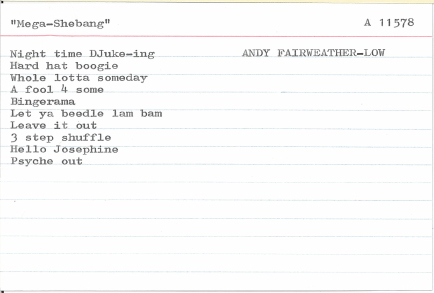 "Mega-Shebang" A 11578
Night time DJuke-ing ANDY FAIRWEATHER-LOW
Hard hat boogie
Whole lotta someday
A fool 4 some
Bingerama
Let ya beedle lam bam
Leave it out
3 step shuffle
Hello Josephine
Psyche out